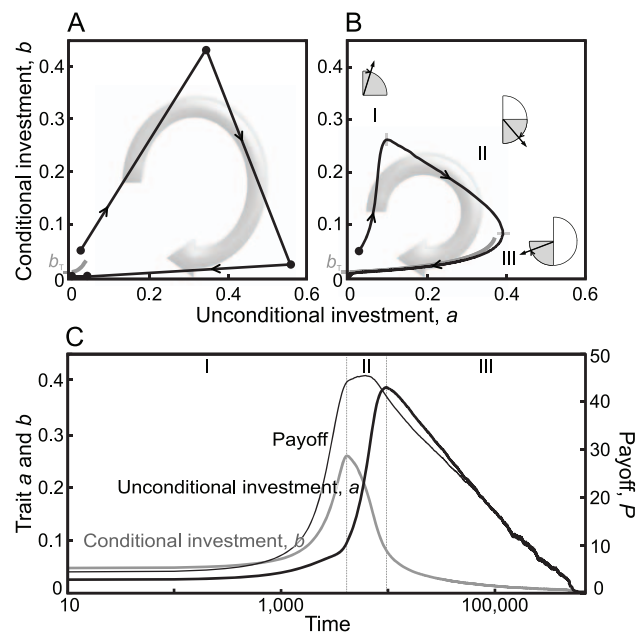 A
B
Conditional investment, b
0.4
0.3
0.2
0.1
0
bT
0
0.2
0.4
0.6
0.4
0.3
0.2
0.1
0
bT
0
0.2
0.4
0.6
I
II
III
Unconditional investment, a
C
I
II
III
Trait a and b
0.4
0.3
0.2
0.1
0
Payoff
Unconditional investment, a
Conditional investment, b
50
40
30
20
10
0
Payoff, P
10
1,000
100,000
Time